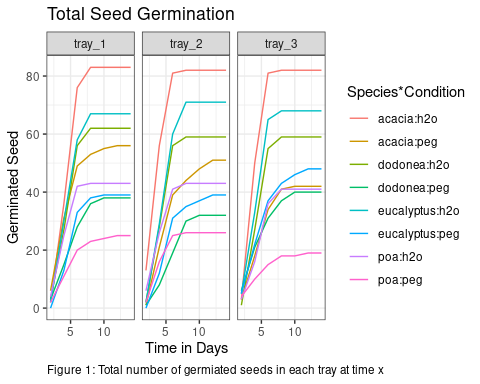 Total Seed Germination
tray_1 tray_2 tray_3
80
60
40
20
0
5 10 5 10 5 10
Germinated Seed
Time in Days
Species*Condition
acacia:h2o
acacia:peg
dodonea:h2o
dodonea:peg
eucalyptus:h2o
eucalyptus:peg
poa:h2o
poa:peg
Figure 1: Total number of germiated seeds in each tray at time x